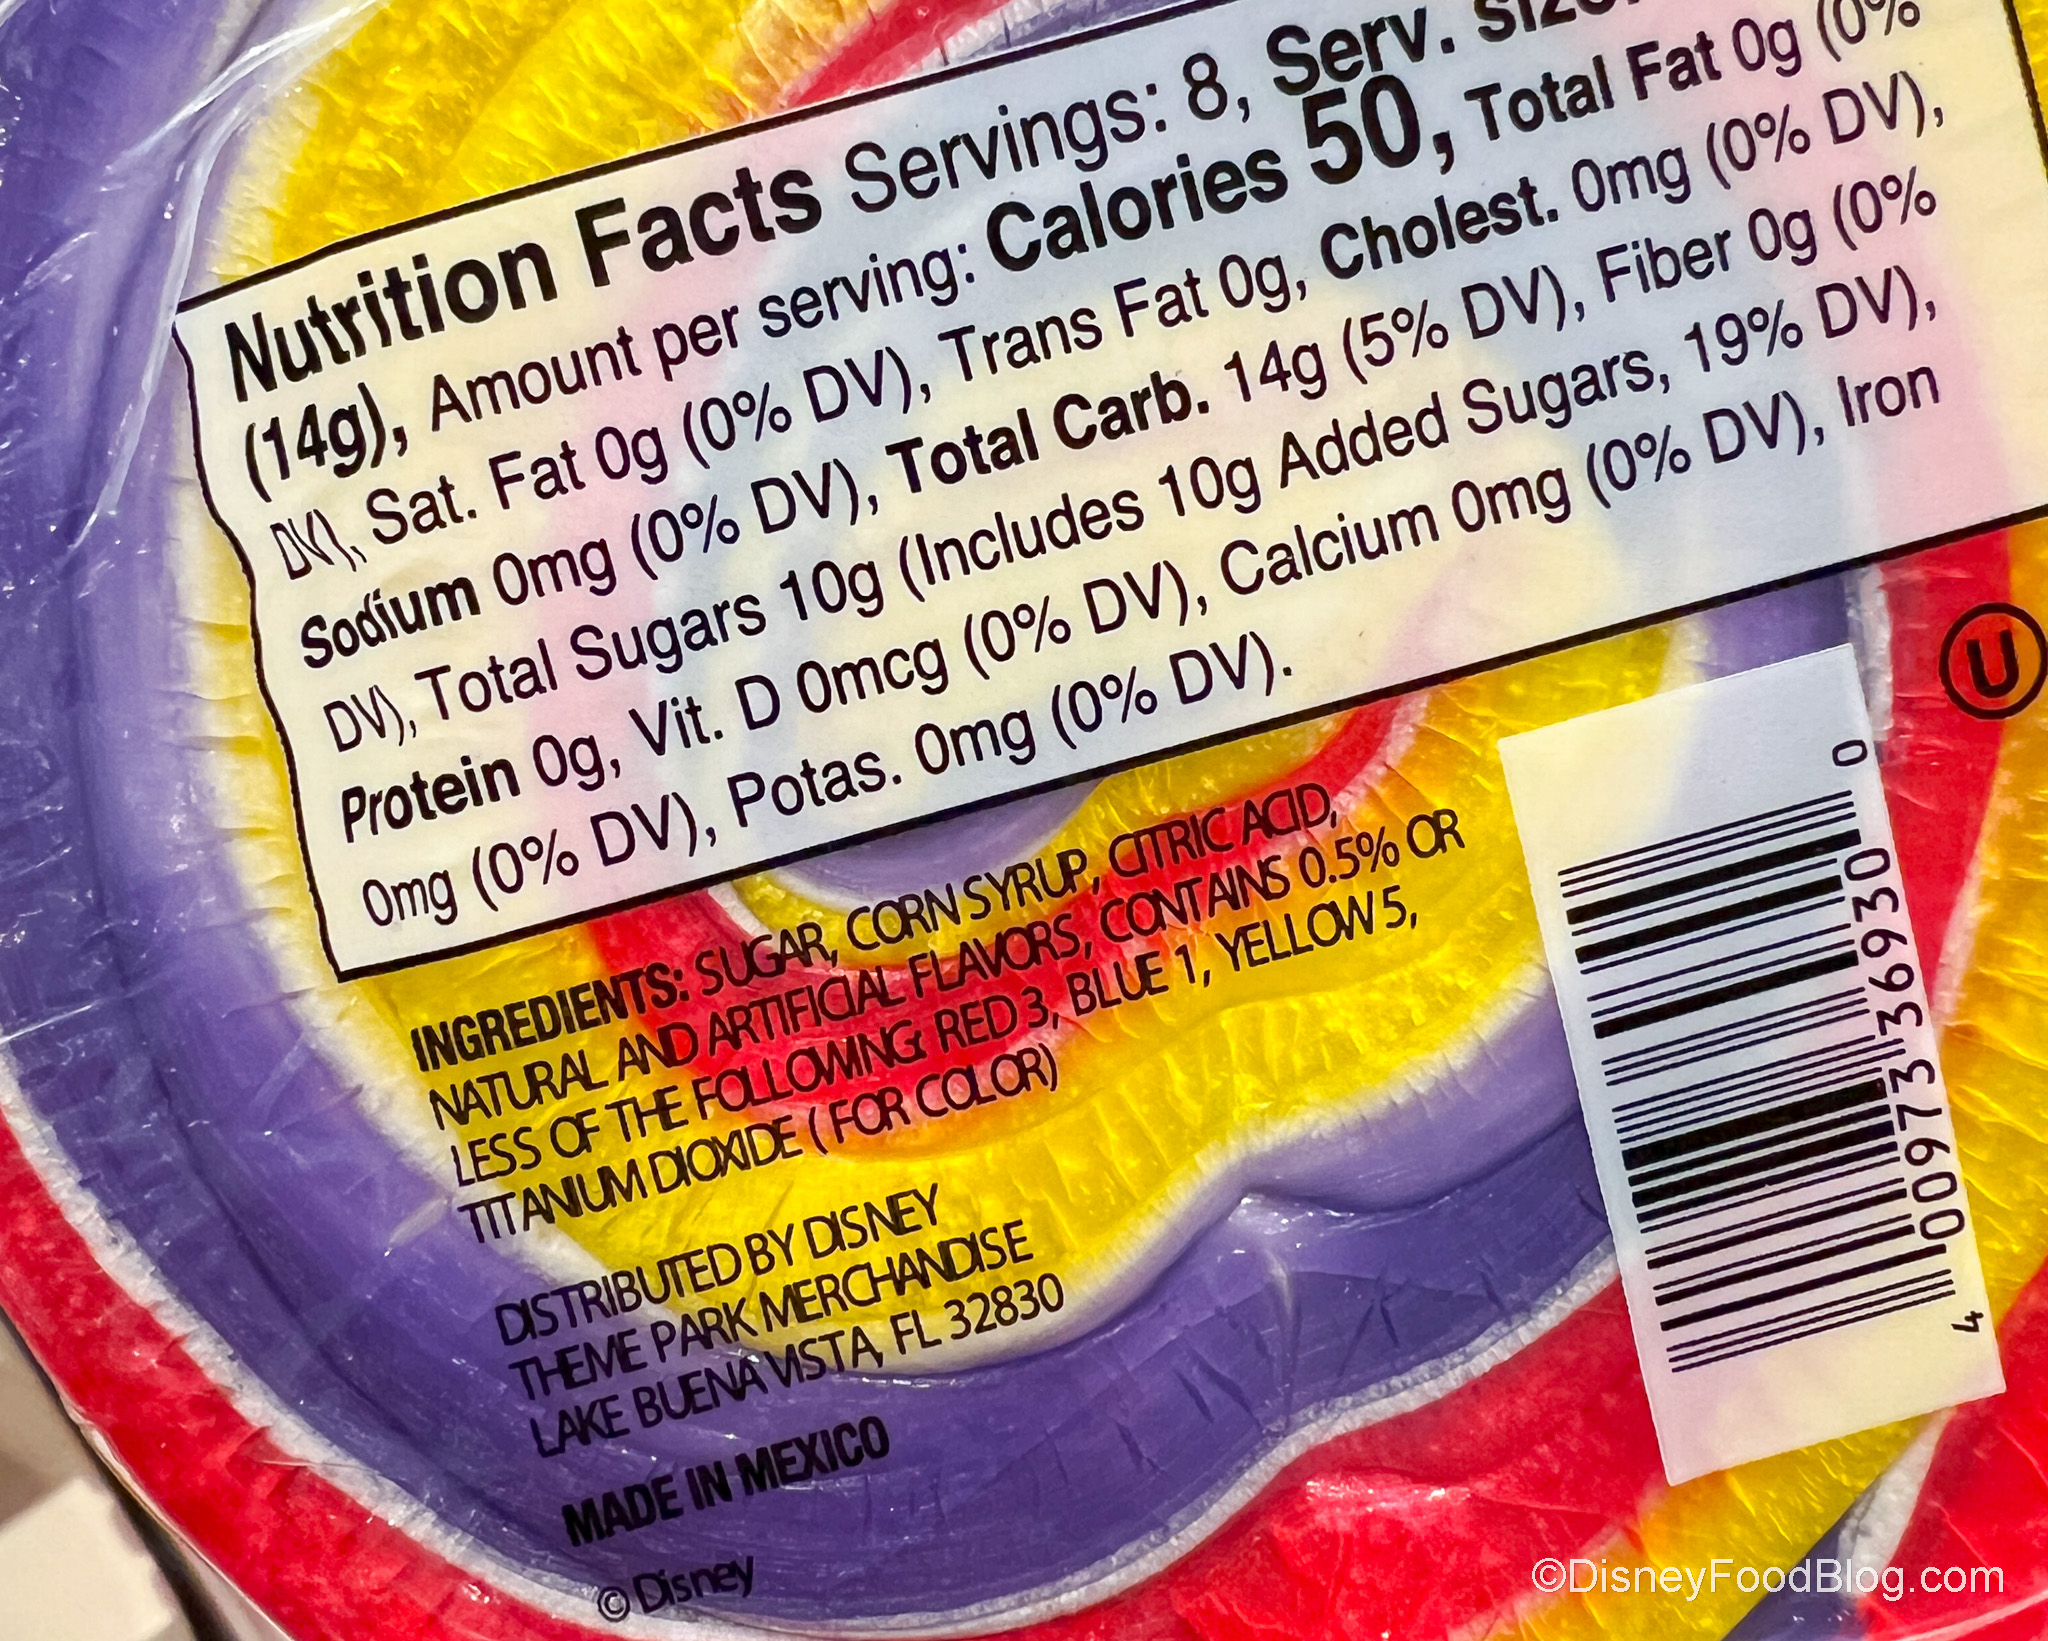 Nutrition Facts Servings: 8, Serv. Size:
(14g), Amount per serving: Calories 50, Total Fat 0g (0%
DV), Sat. Fat 0g (0% DV), Trans Fat 0g, Cholest. 0mg (0% DV),
Sodium 0mg (0% DV), Total Carb. 14g (5% DV), Fiber 0g (0%
DV), Total Sugars 10g (Includes 10g Added Sugars, 19% DV),
Protein 0g, Vit. D 0mcg (0% DV), Calcium 0mg (0% DV), Iron
0mg (0% DV), Potas. 0mg (0% DV).
U
INGREDIENTS: SUGAR, CORN SYRUP, CITRIC ACID,
NATURAL AND ARTIFICIAL FLAVORS, CONTAINS 0.5% OR
LESS OF THE FOLLOWING: RED 3, BLUE 1, YELLOW 5,
TITANIUM DIOXIDE ( FOR COLOR)
DISTRIBUTED BY DISNEY
THEME PARK MERCHANDISE
LAKE BUENA VISTA, FL 32830
MADE IN MEXICO
© Disney
4 00973 36930 0
©DisneyFoodBlog.com